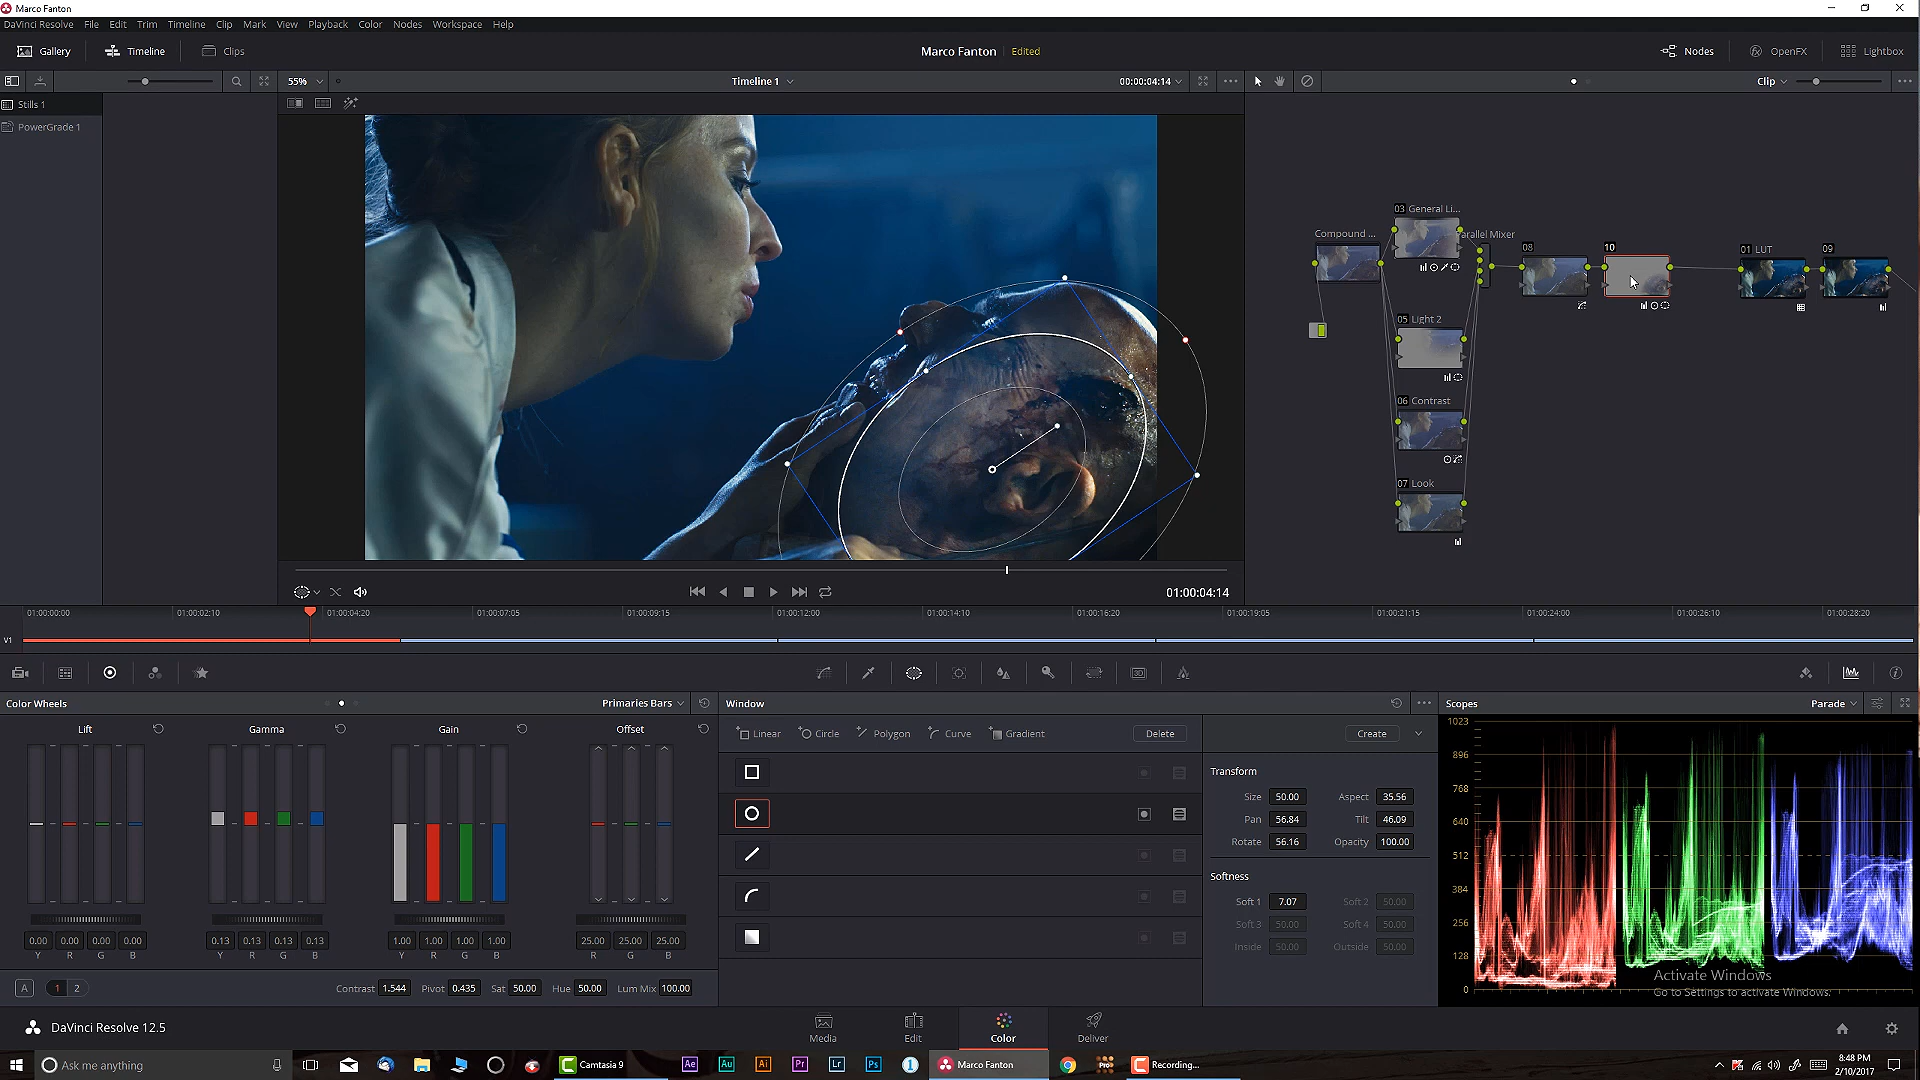 Marco Fanton
DaVinci Resolve File Edit Trim Timeline Clip Mark View Playback Color Nodes Workspace Help
Gallery Timeline Clips Marco Fanton Edited Nodes OpenFX Lightbox
55% Timeline 1 00:00:04:14 Clip
Stills 1
PowerGrade 1
03 General Li...
Compound ... arallel Mixer
08 10 01 LUT 09
05 Light 2
06 Contrast
07 Look
01:00:04:14
01:00:00:00 01:00:02:10 01:00:04:20 01:00:07:05 01:00:09:15 01:00:12:00 01:00:14:10 01:00:16:20 01:00:19:05 01:00:21:15 01:00:24:00 01:00:26:10 01:00:28:20
V1
Color Wheels Primaries Bars Window Scopes Parade
Lift Gamma Gain Offset
Linear Circle Polygon Curve Gradient Delete Create
Transform
Size 50.00 Aspect 35.56
Pan 56.84 Tilt 46.09
Rotate 56.16 Opacity 100.00
Softness
Soft 1 7.07 Soft 2 50.00
Soft 3 50.00 Soft 4 50.00
Inside 50.00 Outside 50.00
0.00 0.00 0.00 0.00 0.13 0.13 0.13 0.13 1.00 1.00 1.00 1.00 25.00 25.00 25.00
Y R G B Y R G B Y R G B R G B
A 1 2 Contrast 1.544 Pivot 0.435 Sat 50.00 Hue 50.00 Lum Mix 100.00
1023
896
768
640
512
384
256
128
0
Activate Windows
Go to Settings to activate Windows.
DaVinci Resolve 12.5 Media Edit Color Deliver
Ask me anything Camtasia 9 Ae Au Ai Pr Lr Ps Marco Fanton Recording...
8:48 PM
2/10/2017